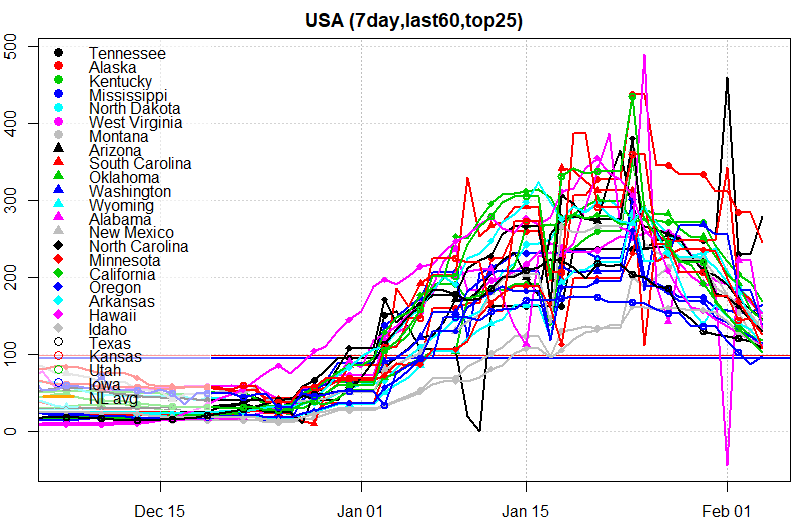 USA (7day,last60,top25)
500
400
300
200
100
0
Tennessee
Alaska
Kentucky
Mississippi
North Dakota
West Virginia
Montana
Arizona
South Carolina
Oklahoma
Washington
Wyoming
Alabama
New Mexico
North Carolina
Minnesota
California
Oregon
Arkansas
Hawaii
Idaho
Texas
Kansas
Utah
Iowa
NL avg
Dec 15
Jan 01
Jan 15
Feb 01